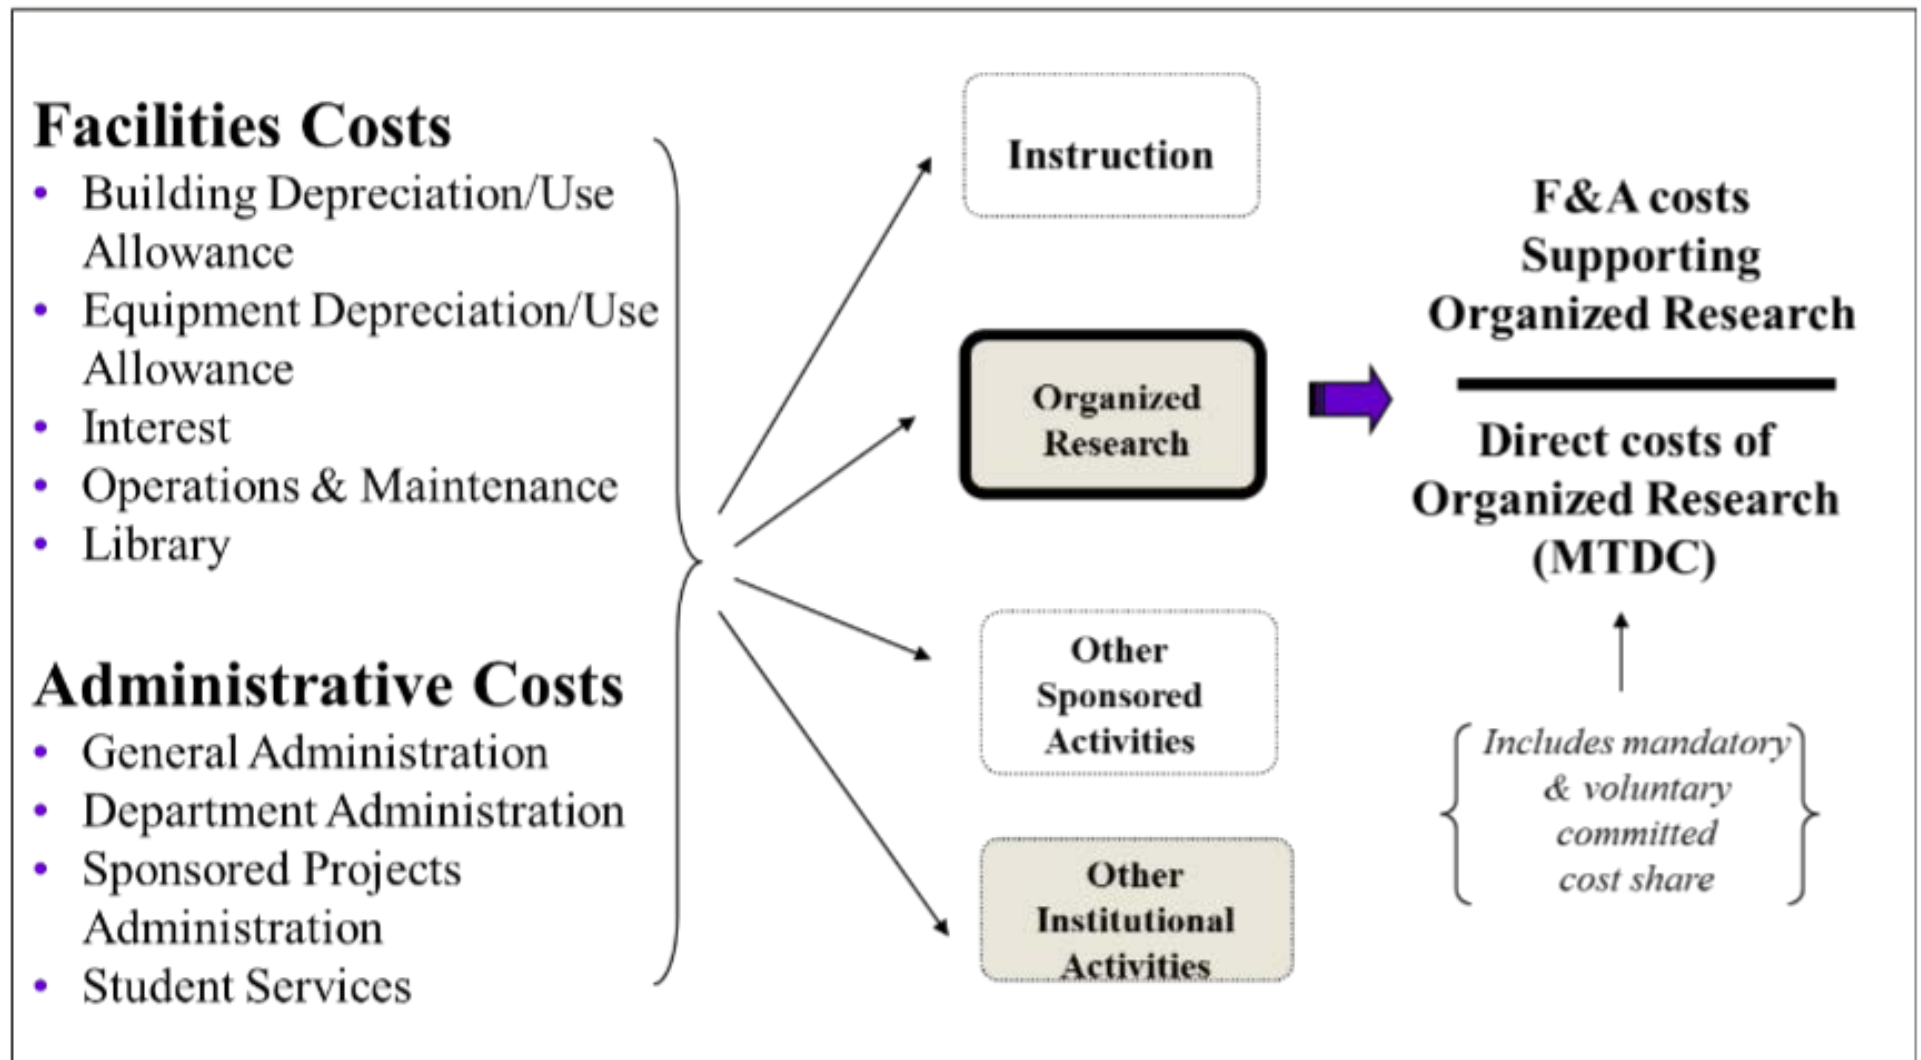 Facilities Costs
• Building Depreciation/Use
Allowance
• Equipment Depreciation/Use
Allowance
• Interest
• Operations & Maintenance
• Library
Administrative Costs
• General Administration
• Department Administration
• Sponsored Projects
Administration
• Student Services
Instruction
Organized
Research
Other
Sponsored
Activities
Other
Institutional
Activities
F&A costs
Supporting
Organized Research
Direct costs of
Organized Research
(MTDC)
Includes mandatory
& voluntary
committed
cost share